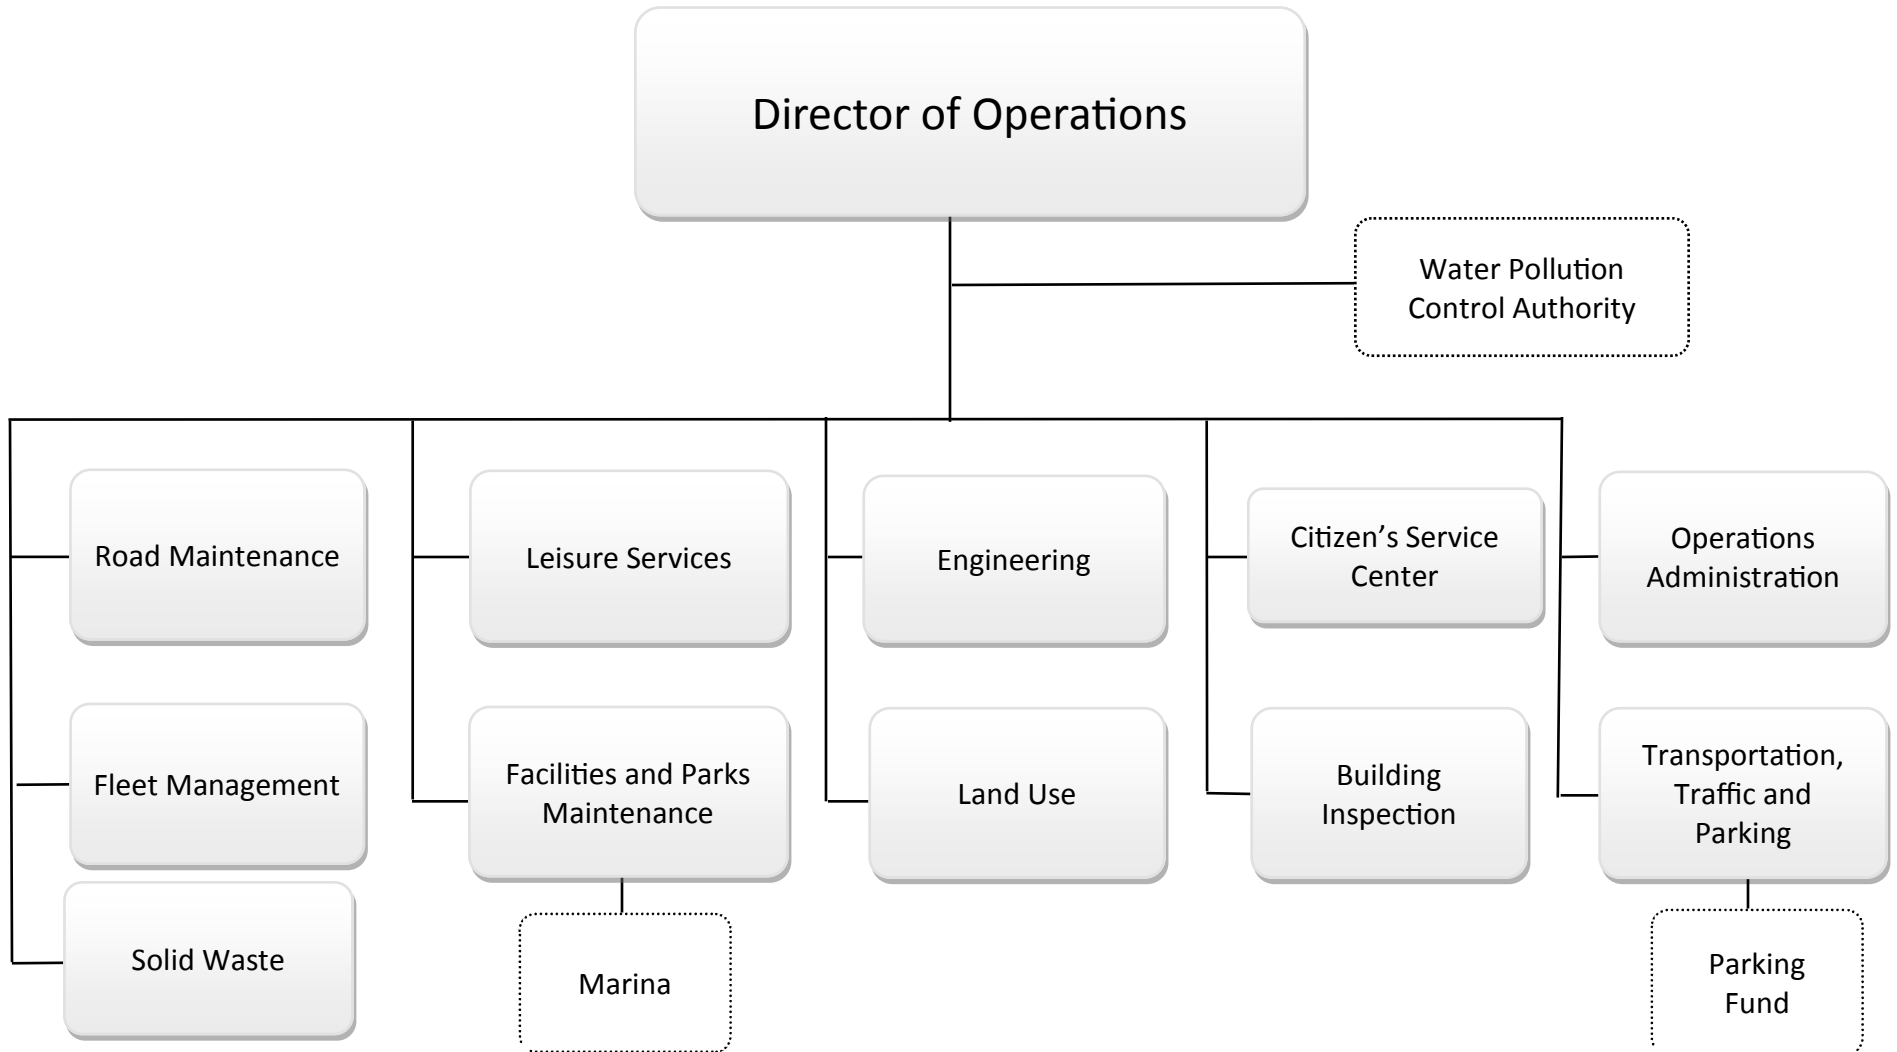 Director of Operations
Water Pollution
Control Authority
Road Maintenance
Leisure Services
Engineering
Citizen's Service
Center
Operations
Administration
Fleet Management
Facilities and Parks
Maintenance
Land Use
Building
Inspection
Transportation,
Traffic and
Parking
Solid Waste
Marina
Parking
Fund